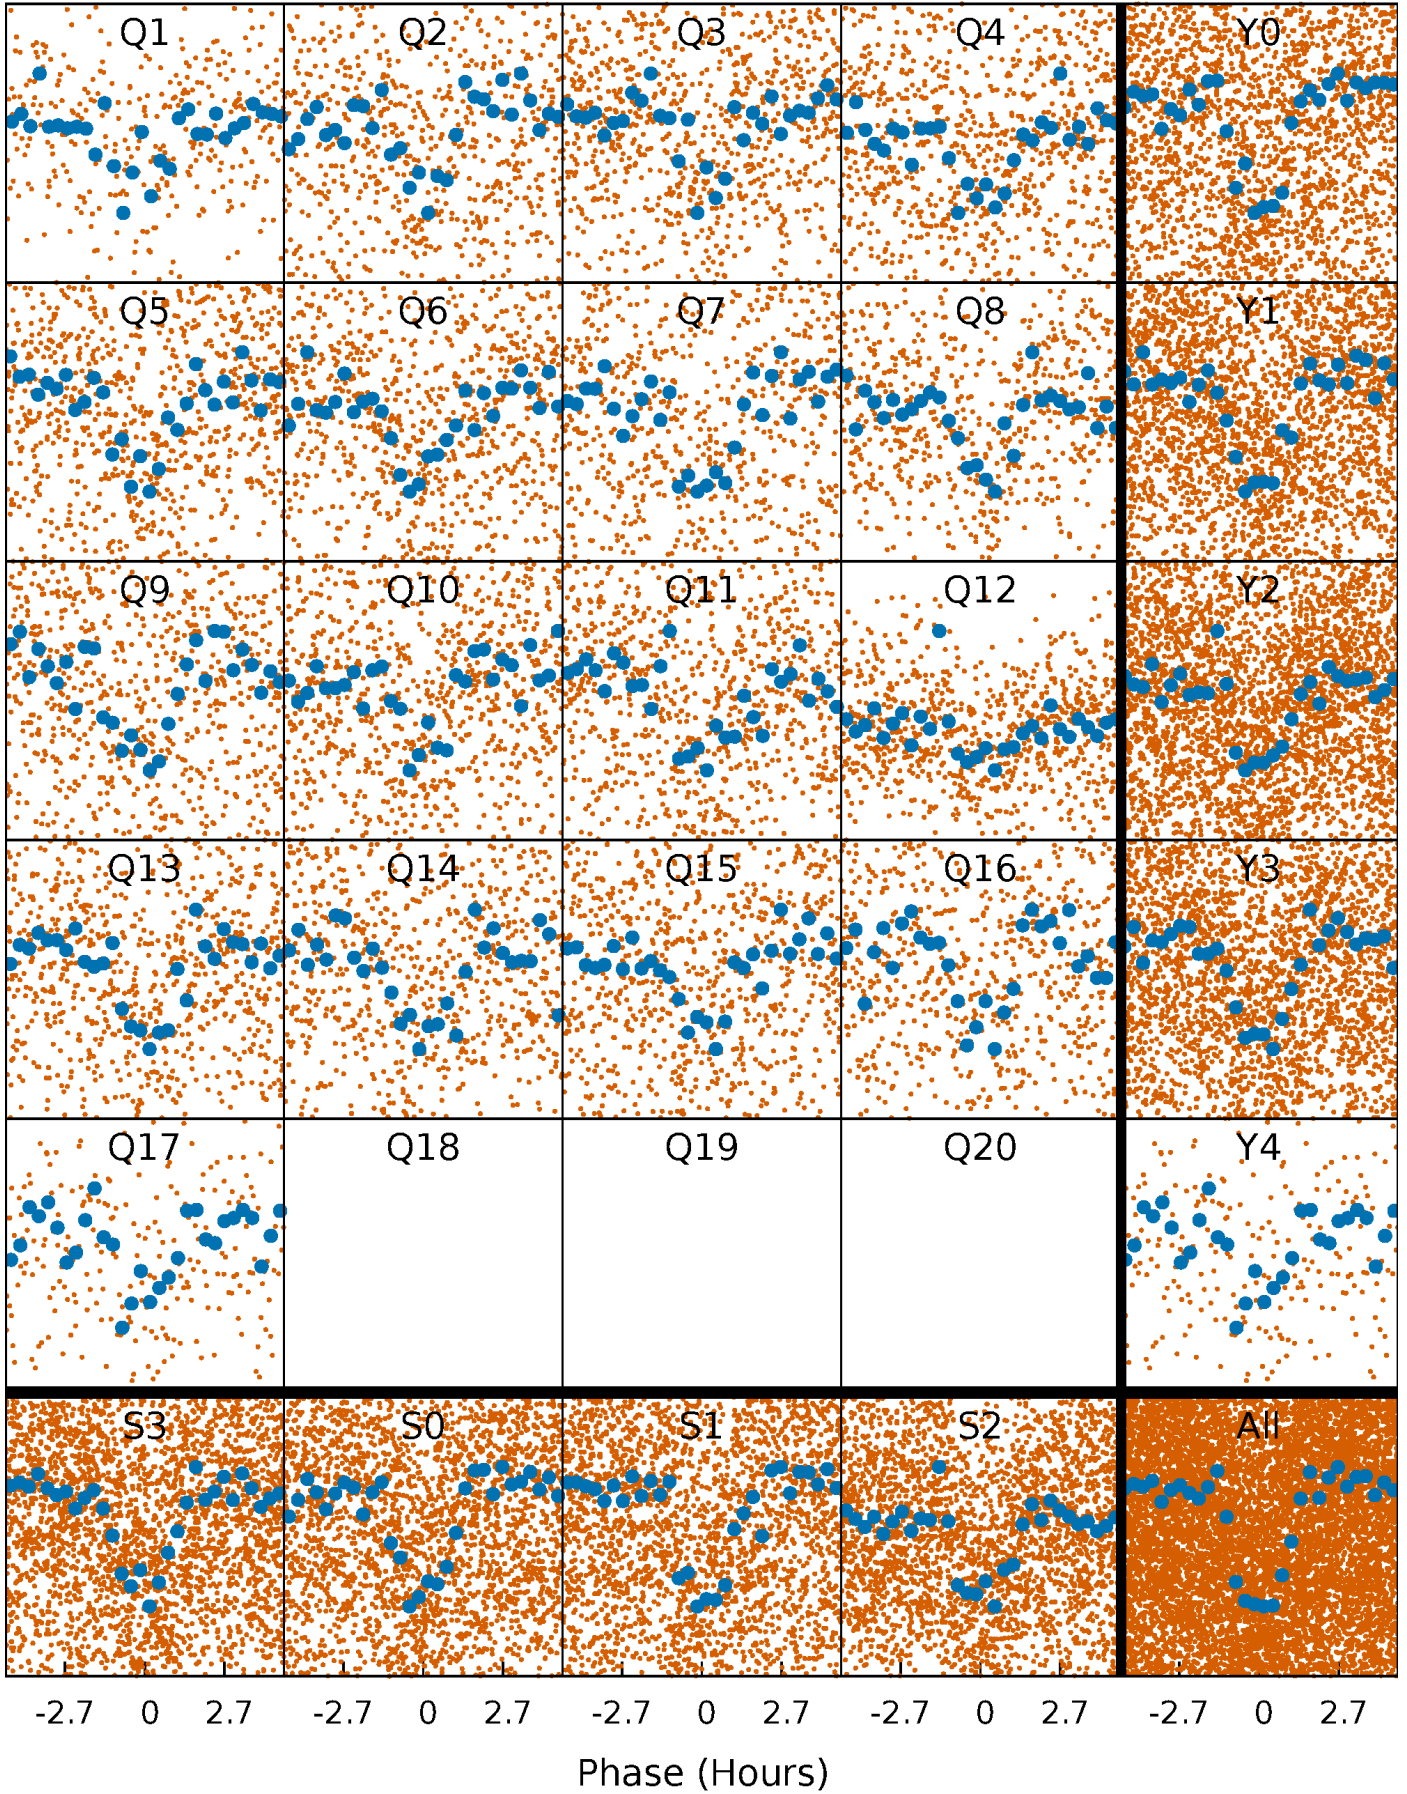 Q1 Q2 Q3 Q4 Y0
Q5 Q6 Q7 Q8 Y1
Q9 Q10 Q11 Q12 Y2
Q13 Q14 Q15 Q16 Y3
Q17 Q18 Q19 Q20 Y4
S3 S0 S1 S2 All
-2.7 0 2.7 -2.7 0 2.7 -2.7 0 2.7 -2.7 0 2.7 -2.7 0 2.7
Phase (Hours)